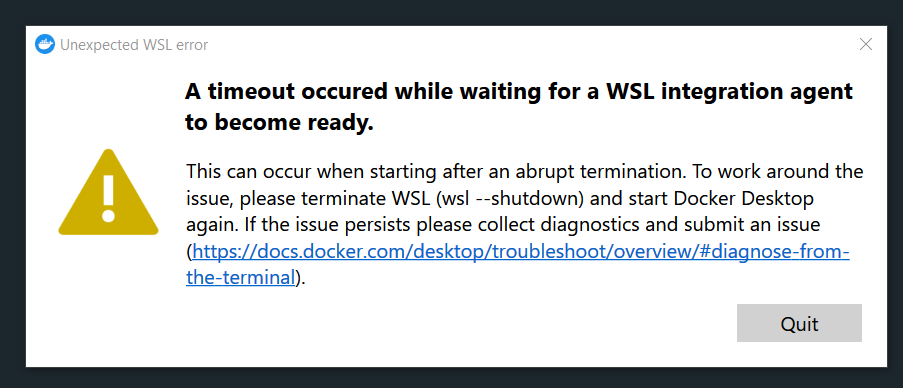 Unexpected WSL error
A timeout occured while waiting for a WSL integration agent
to become ready.
This can occur when starting after an abrupt termination. To work around the
issue, please terminate WSL (wsl --shutdown) and start Docker Desktop
again. If the issue persists please collect diagnostics and submit an issue
(https://docs.docker.com/desktop/troubleshoot/overview/#diagnose-from-
the-terminal).
Quit